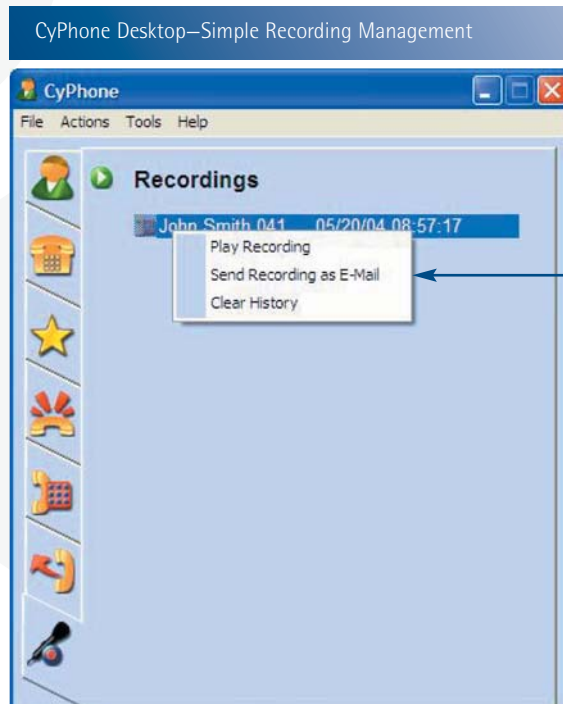 CyPhone Desktop—Simple Recording Management
CyPhone
File Actions Tools Help
Recordings
John Smith 041 05/20/04 08:57:17
Play Recording
Send Recording as E-Mail
Clear History